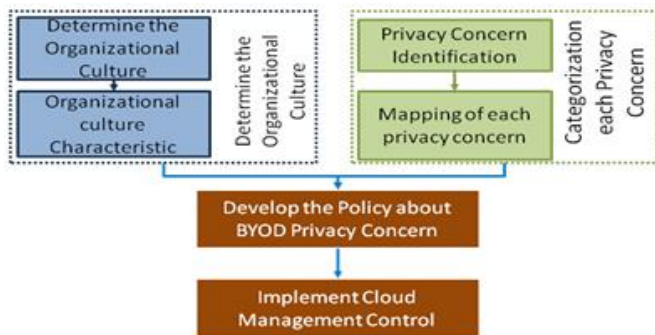 Determine the
Organizational
Culture
Organizational
culture
Characteristic
Determine the
Organizational
Culture
Privacy Concern
Identification
Mapping of each
privacy concern
Categorization
each Privacy
Concern
Develop the Policy about
BYOD Privacy Concern
Implement Cloud
Management Control